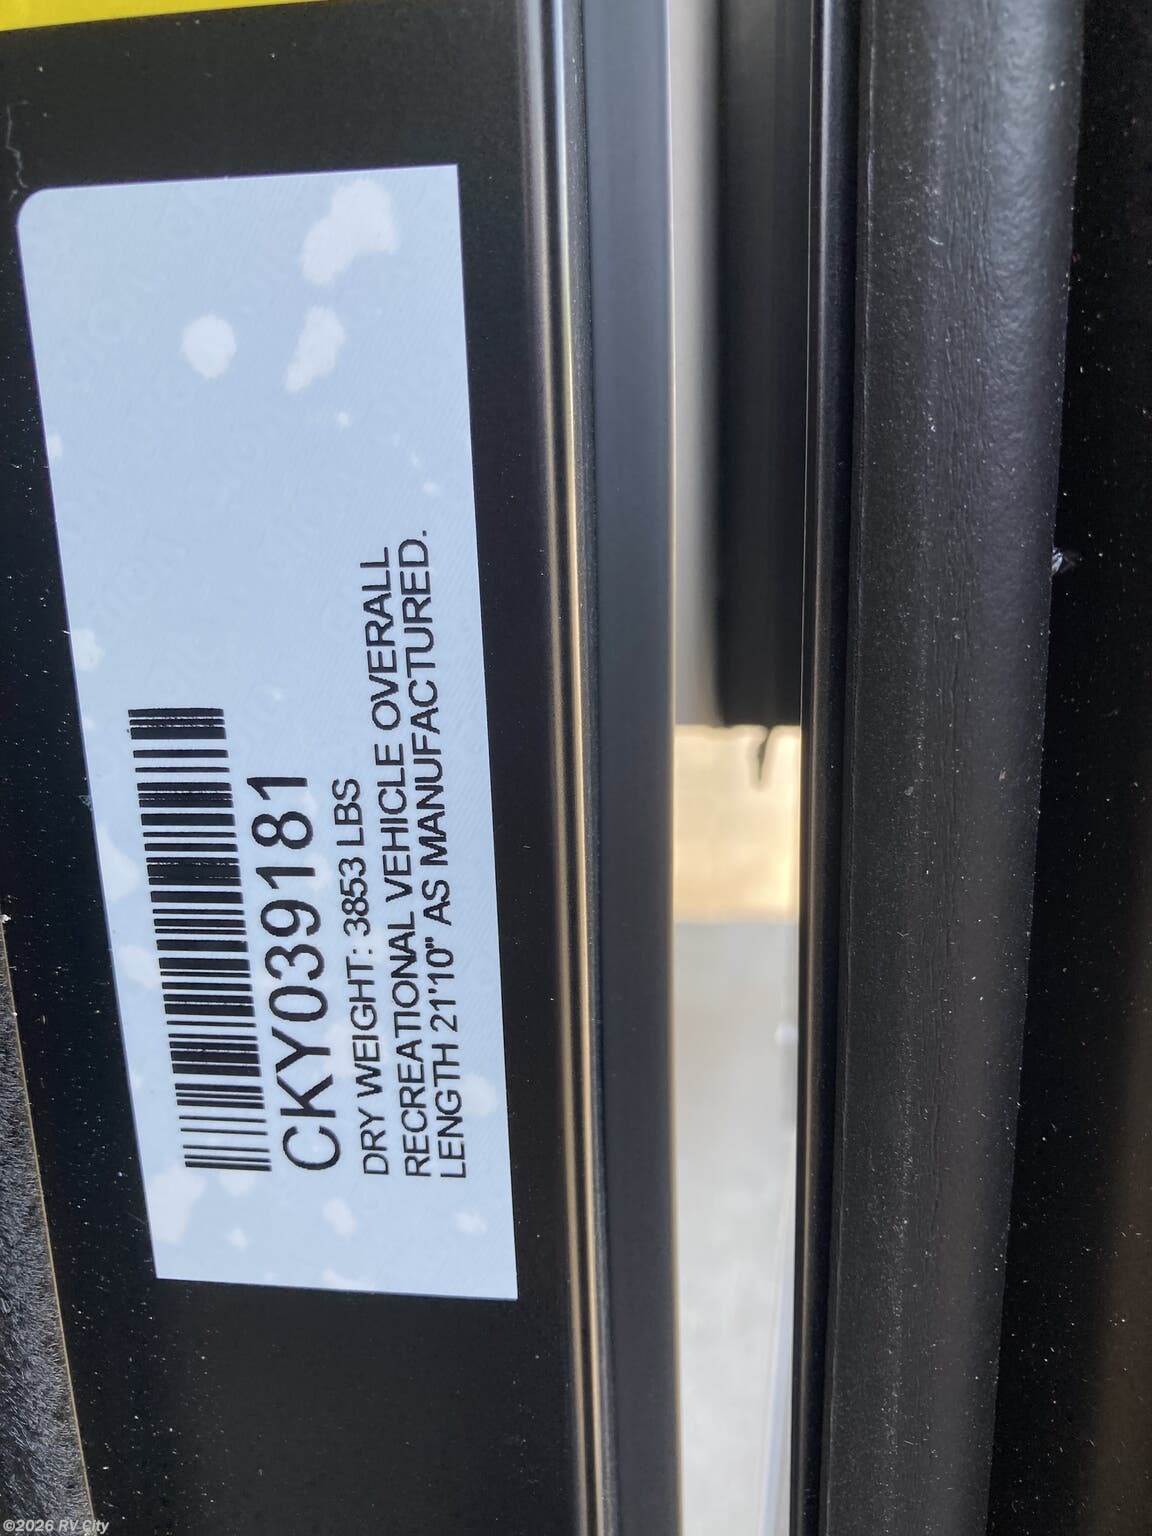 CKY039181
DRY WEIGHT: 3853 LBS
RECREATIONAL VEHICLE OVERALL
LENGTH 21'10" AS MANUFACTURED.
©2026 RV City